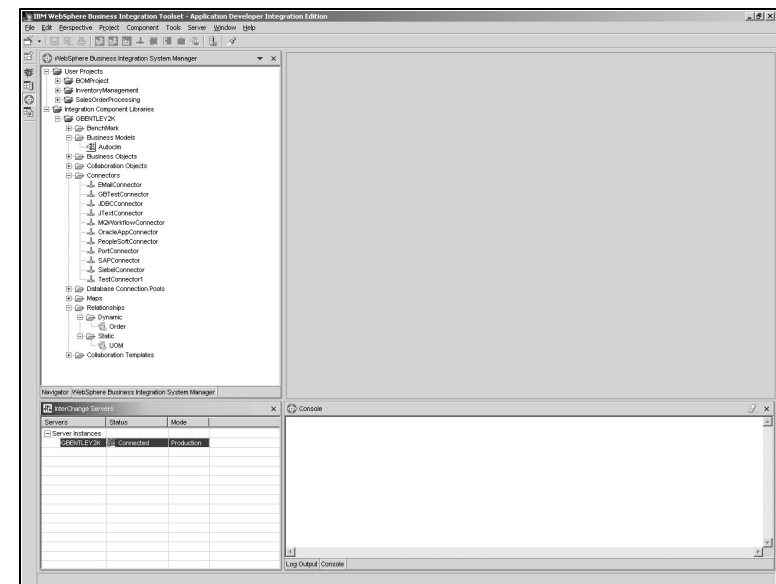 IBM WebSphere Business Integration Toolset - Application Developer Integration Edition
File Edit Perspective Project Component Tools Server Window Help
WebSphere Business Integration System Manager
User Projects
BOMProject
InventoryManagement
SalesOrderProcessing
Integration Component Libraries
GBENTLEY2K
BenchMark
Business Models
Autoclm
Business Objects
Collaboration Objects
Connectors
EMailConnector
GBTestConnector
JDBCConnector
JTextConnector
MQWorkflowConnector
OracleAppConnector
PeopleSoftConnector
PortConnector
SAPConnector
SiebelConnector
TestConnector1
Database Connection Pools
Maps
Relationships
Dynamic
Order
Static
UOM
Collaboration Templates
Navigator WebSphere Business Integration System Manager
InterChange Servers
Servers Status Mode
Server Instances
GBENTLEY2K Connected Production
Console
Log Output Console